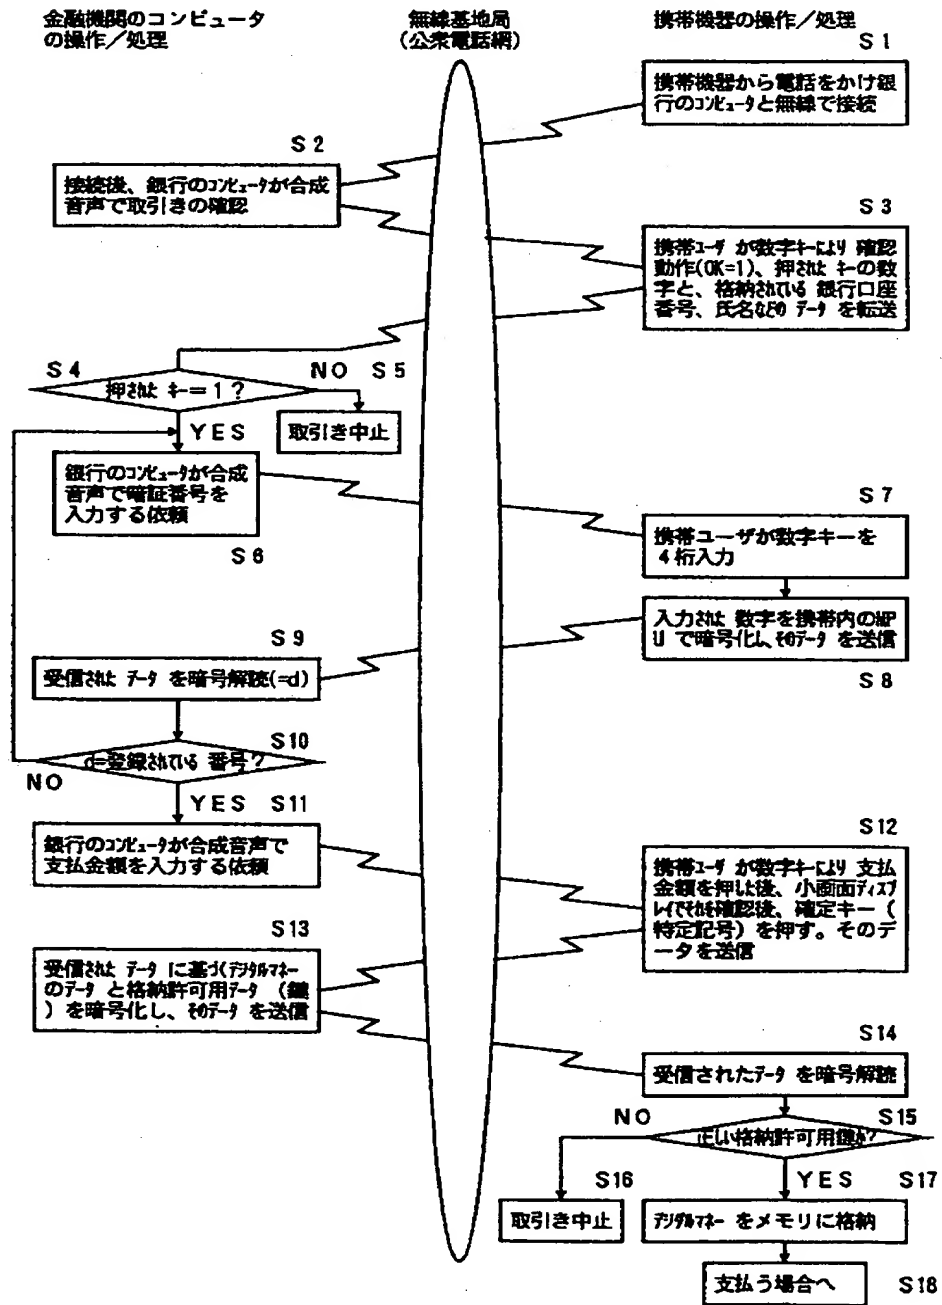 金融機関のコンピュータ
の操作／処理
無線基地局
（公衆電話網）
携帯機器の操作／処理
S1
携帯機器から電話をかけ銀
行のコンピュータと無線で接続
S2
接続後、銀行のコンピュータが合成
音声で取引きの確認
S3
携帯ユーザ が数字キーにより 確認
動作(OK=1)、押された キーの数
字と、格納されている 銀行口座
番号、氏名などの データ を転送
S4
押された キー＝1？
NO
S5
取引き中止
YES
銀行のコンピュータが合成
音声で暗証番号を
入力する依頼
S6
S7
携帯ユーザが数字キーを
4桁入力
入力された 数字を携帯内のMP
U で暗号化し、そのデータ を送信
S8
S9
受信された データ を暗号解読(=d)
S10
d=登録されている 番号？
NO
YES
S11
銀行のコンピュータが合成音声で
支払金額を入力する依頼
S12
携帯ユーザ が数字キーにより 支払
金額を押した後、小画面ディスプ
レイでそれを確認後、確定キー（
特定記号）を押す。そのデー
タを送信
S13
受信された データ に基づくデジタルマネー
のデータ と格納許可用データ （鍵
）を暗号化し、そのデータ を送信
S14
受信されたデータ を暗号解読
S15
正しい格納許可用鍵か？
NO
S16
取引き中止
YES
S17
デジタルマネー をメモリに格納
支払う場合へ
S18